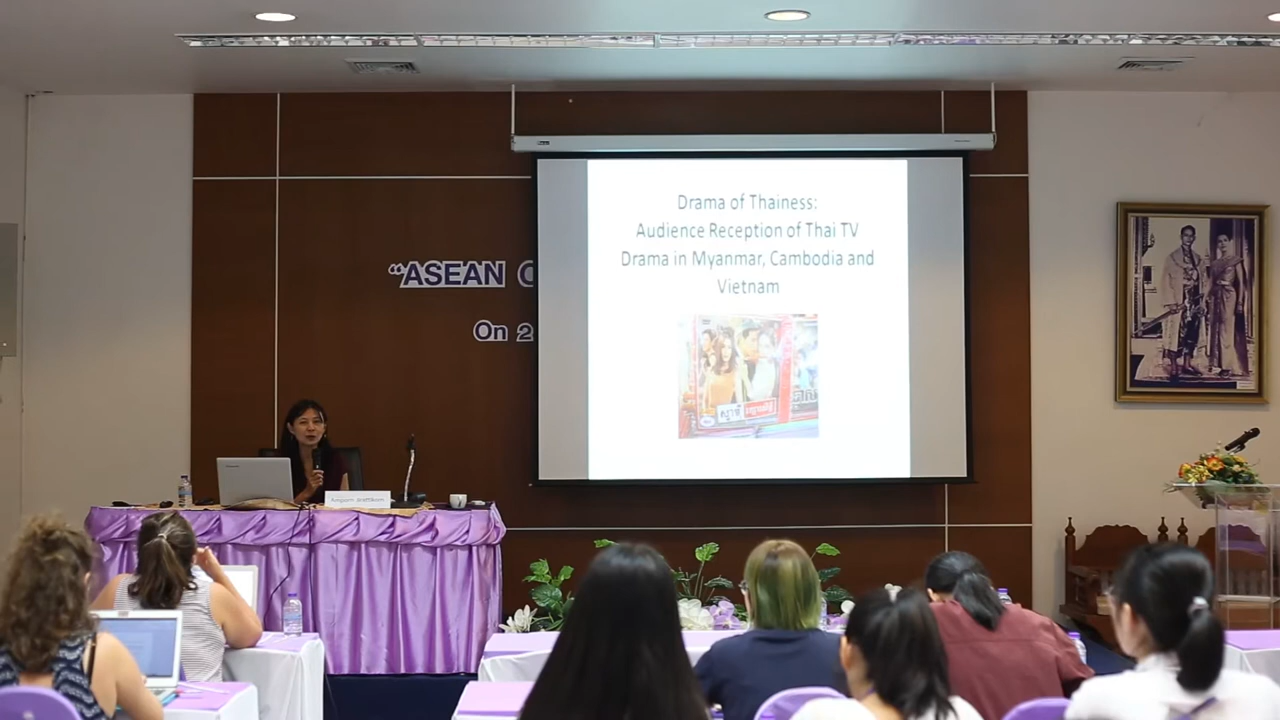 Drama of Thainess:
Audience Reception of Thai TV
Drama in Myanmar, Cambodia and
Vietnam
"ASEAN C
On 2